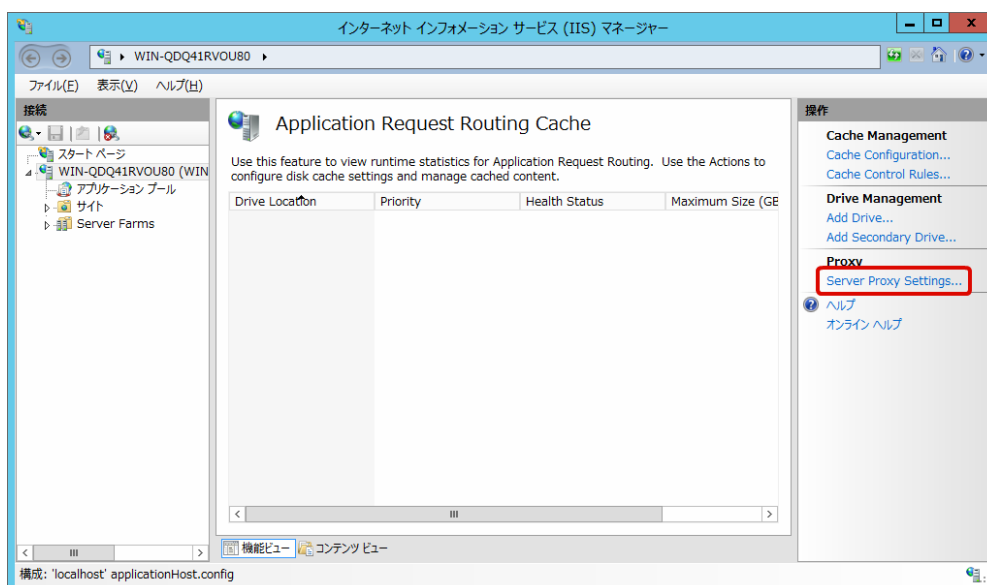 インターネット インフォメーション サービス (IIS) マネージャー
WIN-QDQ41RVOU80
ファイル(F) 表示(V) ヘルプ(H)
接続
スタート ページ
WIN-QDQ41RVOU80 (WIN
アプリケーション プール
サイト
Server Farms
Application Request Routing Cache
Use this feature to view runtime statistics for Application Request Routing. Use the Actions to
configure disk cache settings and manage cached content.
Drive Location Priority Health Status Maximum Size (GB
機能ビュー コンテンツ ビュー
操作
Cache Management
Cache Configuration...
Cache Control Rules...
Drive Management
Add Drive...
Add Secondary Drive...
Proxy
Server Proxy Settings...
ヘルプ
オンライン ヘルプ
構成: 'localhost' applicationHost.config